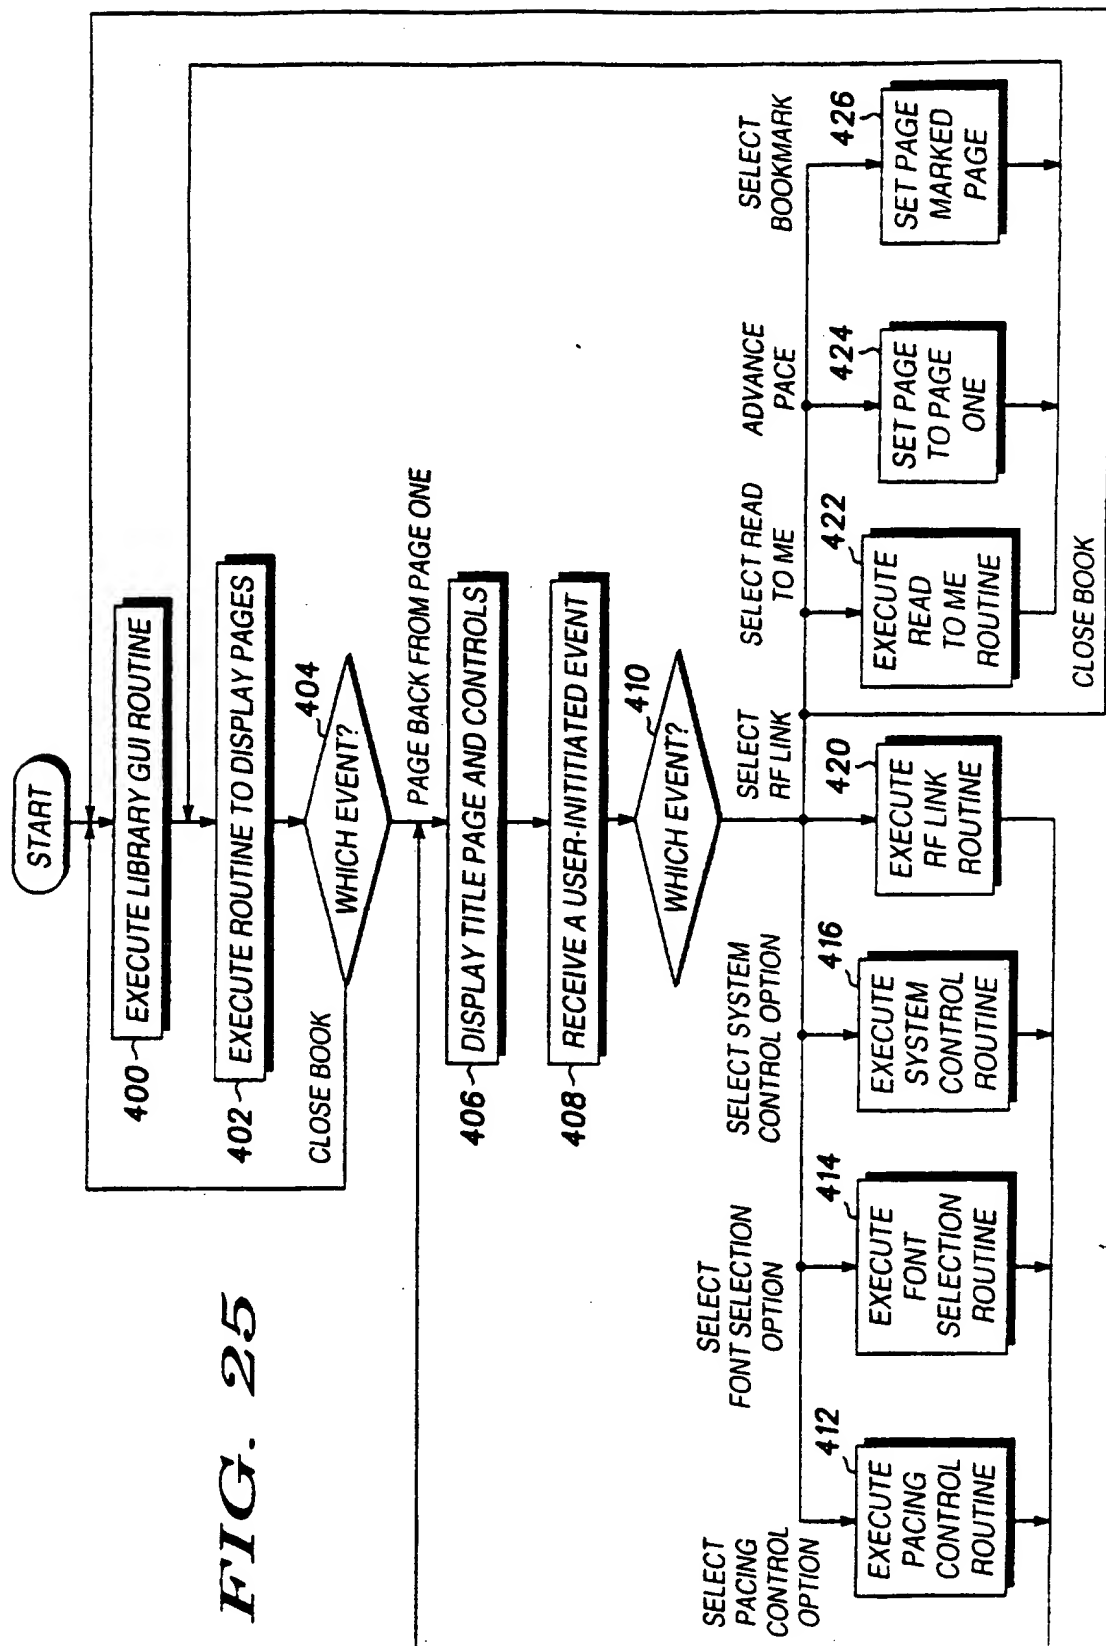 FIG. 25
START
400
EXECUTE LIBRARY GUI ROUTINE
402
EXECUTE ROUTINE TO DISPLAY PAGES
404
WHICH EVENT?
CLOSE BOOK
PAGE BACK FROM PAGE ONE
406
DISPLAY TITLE PAGE AND CONTROLS
408
RECEIVE A USER-INITIATED EVENT
410
WHICH EVENT?
SELECT
PACING
CONTROL
OPTION
412
EXECUTE
PACING
CONTROL
ROUTINE
SELECT
FONT SELECTION
OPTION
414
EXECUTE
FONT
SELECTION
ROUTINE
SELECT SYSTEM
CONTROL OPTION
416
EXECUTE
SYSTEM
CONTROL
ROUTINE
SELECT
RF LINK
420
EXECUTE
RF LINK
ROUTINE
CLOSE BOOK
SELECT READ
TO ME
422
EXECUTE
READ
TO ME
ROUTINE
ADVANCE
PACE
424
SET PAGE
TO PAGE
ONE
SELECT
BOOKMARK
426
SET PAGE
MARKED
PAGE